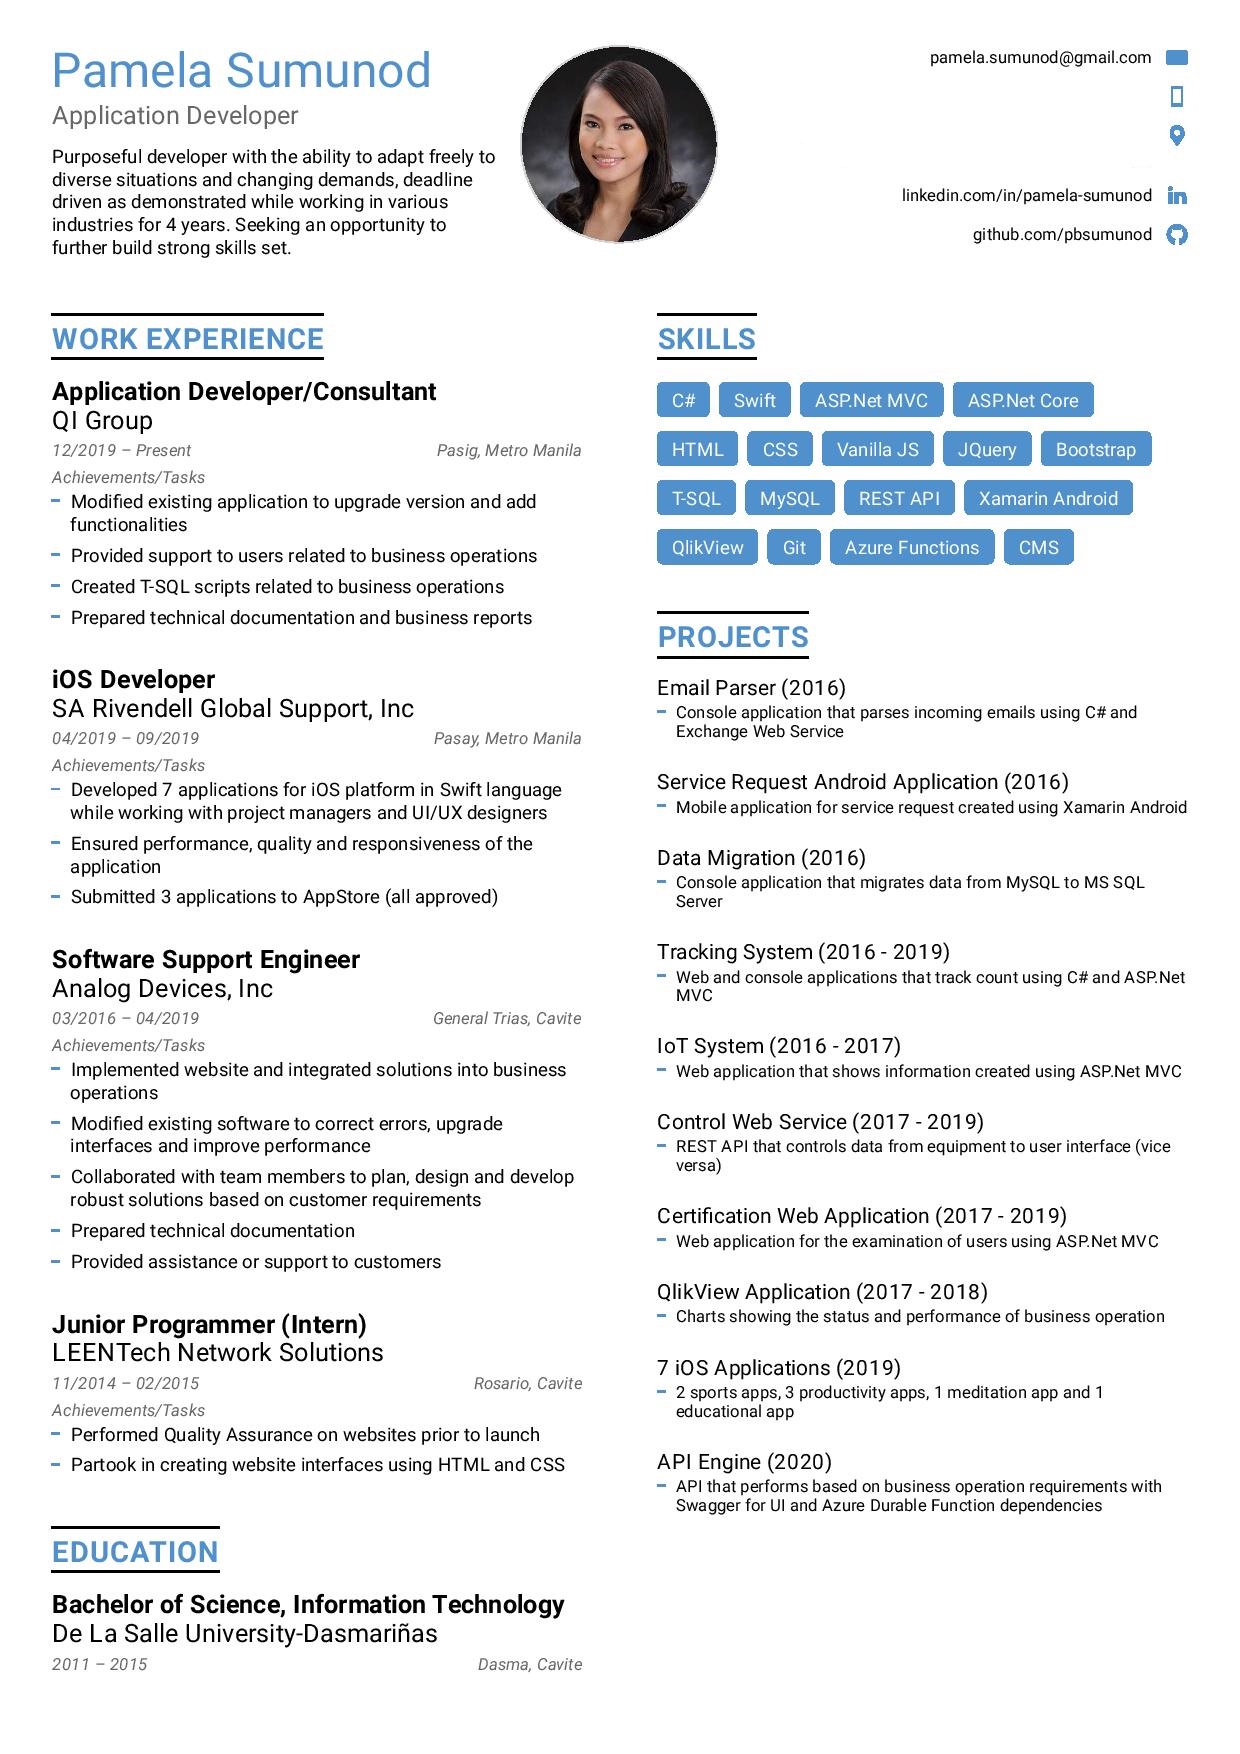 Pamela Sumunod
Application Developer
Purposeful developer with the ability to adapt freely to
diverse situations and changing demands, deadline
driven as demonstrated while working in various
industries for 4 years. Seeking an opportunity to
further build strong skills set.
pamela.sumunod@gmail.com
linkedin.com/in/pamela-sumunod
github.com/pbsumunod
WORK EXPERIENCE
Application Developer/Consultant
QI Group
12/2019 – Present
Pasig, Metro Manila
Achievements/Tasks
Modified existing application to upgrade version and add
functionalities
Provided support to users related to business operations
Created T-SQL scripts related to business operations
Prepared technical documentation and business reports
iOS Developer
SA Rivendell Global Support, Inc
04/2019 – 09/2019
Pasay, Metro Manila
Achievements/Tasks
Developed 7 applications for iOS platform in Swift language
while working with project managers and UI/UX designers
Ensured performance, quality and responsiveness of the
application
Submitted 3 applications to AppStore (all approved)
Software Support Engineer
Analog Devices, Inc
03/2016 – 04/2019
General Trias, Cavite
Achievements/Tasks
Implemented website and integrated solutions into business
operations
Modified existing software to correct errors, upgrade
interfaces and improve performance
Collaborated with team members to plan, design and develop
robust solutions based on customer requirements
Prepared technical documentation
Provided assistance or support to customers
Junior Programmer (Intern)
LEENTech Network Solutions
11/2014 – 02/2015
Rosario, Cavite
Achievements/Tasks
Performed Quality Assurance on websites prior to launch
Partook in creating website interfaces using HTML and CSS
EDUCATION
Bachelor of Science, Information Technology
De La Salle University-Dasmariñas
2011 – 2015
Dasma, Cavite
SKILLS
C# Swift ASP.Net MVC ASP.Net Core
HTML CSS Vanilla JS JQuery Bootstrap
T-SQL MySQL REST API Xamarin Android
QlikView Git Azure Functions CMS
PROJECTS
Email Parser (2016)
Console application that parses incoming emails using C# and
Exchange Web Service
Service Request Android Application (2016)
Mobile application for service request created using Xamarin Android
Data Migration (2016)
Console application that migrates data from MySQL to MS SQL
Server
Tracking System (2016 - 2019)
Web and console applications that track count using C# and ASP.Net
MVC
IoT System (2016 - 2017)
Web application that shows information created using ASP.Net MVC
Control Web Service (2017 - 2019)
REST API that controls data from equipment to user interface (vice
versa)
Certification Web Application (2017 - 2019)
Web application for the examination of users using ASP.Net MVC
QlikView Application (2017 - 2018)
Charts showing the status and performance of business operation
7 iOS Applications (2019)
2 sports apps, 3 productivity apps, 1 meditation app and 1
educational app
API Engine (2020)
API that performs based on business operation requirements with
Swagger for UI and Azure Durable Function dependencies